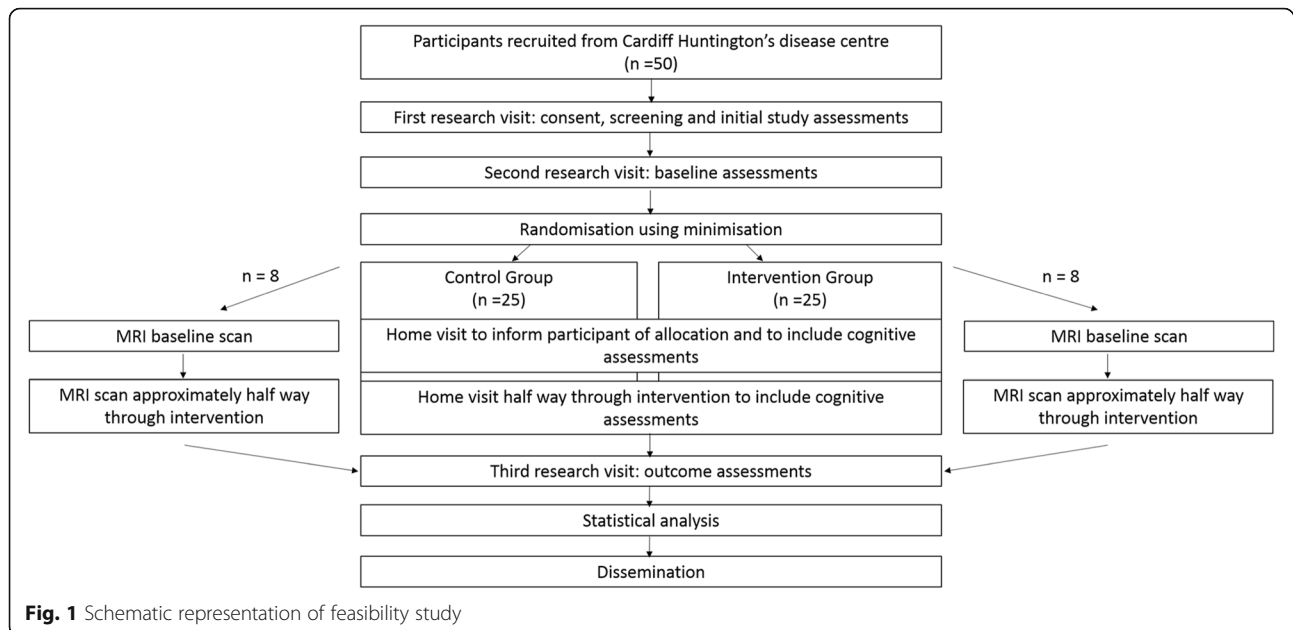 Participants recruited from Cardiff Huntington's disease centre
(n =50)
First research visit: consent, screening and initial study assessments
Second research visit: baseline assessments
Randomisation using minimisation
n = 8
Control Group
(n =25)
Intervention Group
(n =25)
n = 8
MRI baseline scan
Home visit to inform participant of allocation and to include cognitive
assessments
MRI baseline scan
MRI scan approximately half way
through intervention
Home visit half way through intervention to include cognitive
assessments
MRI scan approximately half way
through intervention
Third research visit: outcome assessments
Statistical analysis
Dissemination
Fig. 1 Schematic representation of feasibility study